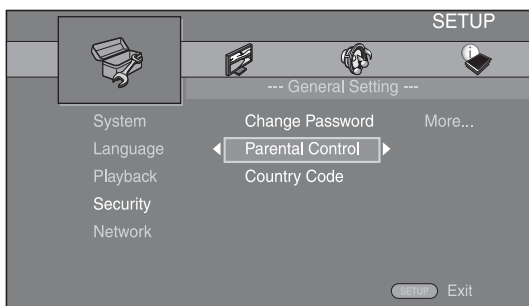 SETUP
--- General Setting ---
System Change Password More...
Language Parental Control
Playback Country Code
Security
Network
SETUP Exit